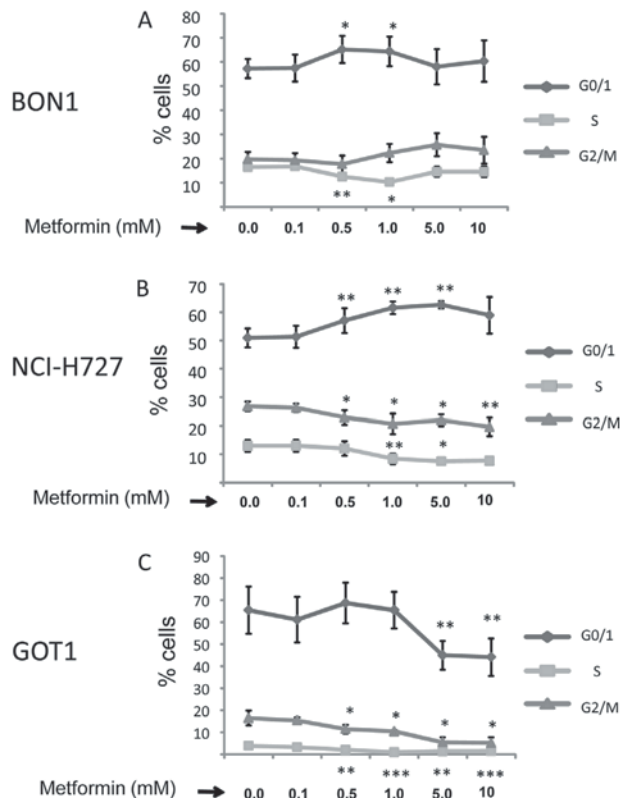 A
BON1
% cells
80
70
60
50
40
30
20
10
* *
** *
G0/1
S
G2/M
Metformin (mM) → 0.0 0.1 0.5 1.0 5.0 10
B
NCI-H727
% cells
70
60
50
40
30
20
10
** ** **
* * * **
** *
G0/1
S
G2/M
Metformin (mM) → 0.0 0.1 0.5 1.0 5.0 10
C
GOT1
% cells
90
80
70
60
50
40
30
20
10
** **
* * * *
** *** ** ***
G0/1
S
G2/M
Metformin (mM) → 0.0 0.1 0.5 1.0 5.0 10